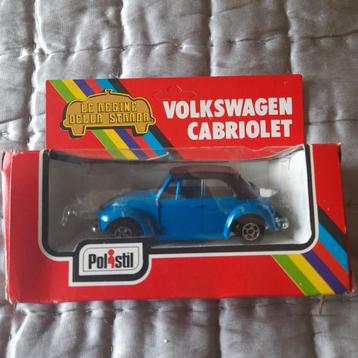 LE REGINE
DELLA STRADA
VOLKSWAGEN
CABRIOLET
Polistil